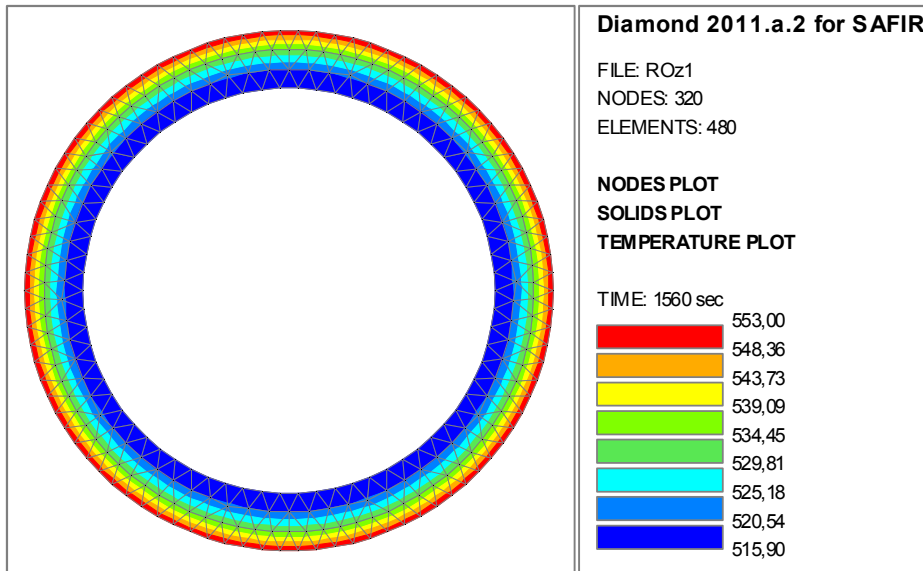 Diamond 2011.a.2 for SAFIR
FILE: ROz1
NODES: 320
ELEMENTS: 480
NODES PLOT
SOLIDS PLOT
TEMPERATURE PLOT
TIME: 1560 sec
553,00
548,36
543,73
539,09
534,45
529,81
525,18
520,54
515,90